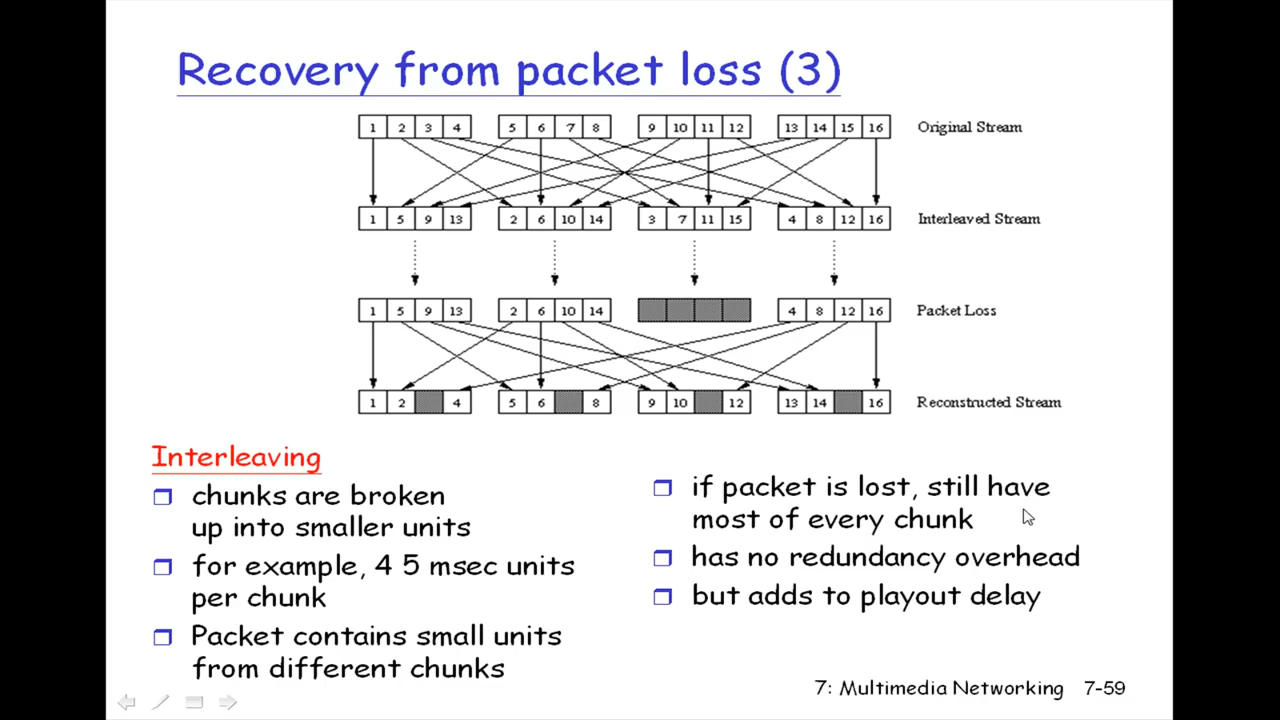 Recovery from packet loss (3)
1 2 3 4 5 6 7 8 9 10 11 12 13 14 15 16 Original Stream
1 5 9 13 2 6 10 14 3 7 11 15 4 8 12 16 Interleaved Stream
1 5 9 13 2 6 10 14 4 8 12 16 Packet Loss
1 2 4 5 6 8 9 10 12 13 14 16 Reconstructed Stream
Interleaving
chunks are broken
up into smaller units
for example, 4 5 msec units
per chunk
Packet contains small units
from different chunks
if packet is lost, still have
most of every chunk
has no redundancy overhead
but adds to playout delay
7: Multimedia Networking 7-59